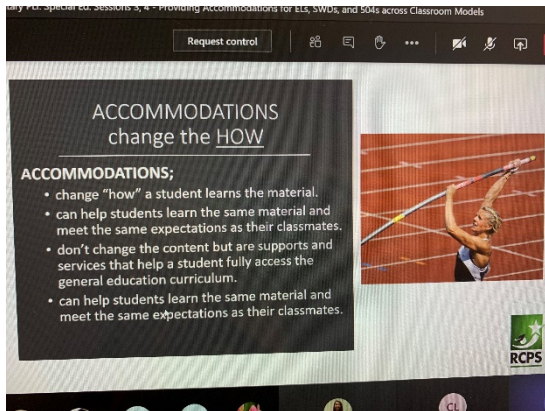 PLT: Special Ed. Sessions 3, 4 - Providing Accommodations for ELs, SWDs, and 504s across Classroom Models
Request control
ACCOMMODATIONS
change the HOW
ACCOMMODATIONS;
• change “how” a student learns the material.
• can help students learn the same material and
meet the same expectations as their classmates.
• don’t change the content but are supports and
services that help a student fully access the
general education curriculum.
• can help students learn the same material and
meet the same expectations as their classmates.
RCPS
CL